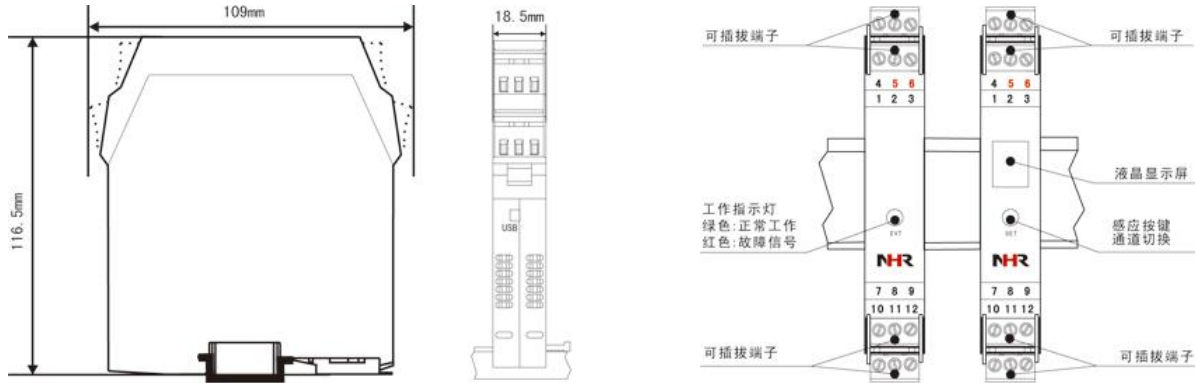 109mm
116.5mm
18.5mm
USB
可插拔端子
可插拔端子
4 5 6
1 2 3
4 5 6
1 2 3
液晶显示屏
工作指示灯
绿色:正常工作
红色:故障信号
感应按键
通道切换
NHR
NHR
7 8 9
10 11 12
7 8 9
10 11 12
可插拔端子
可插拔端子